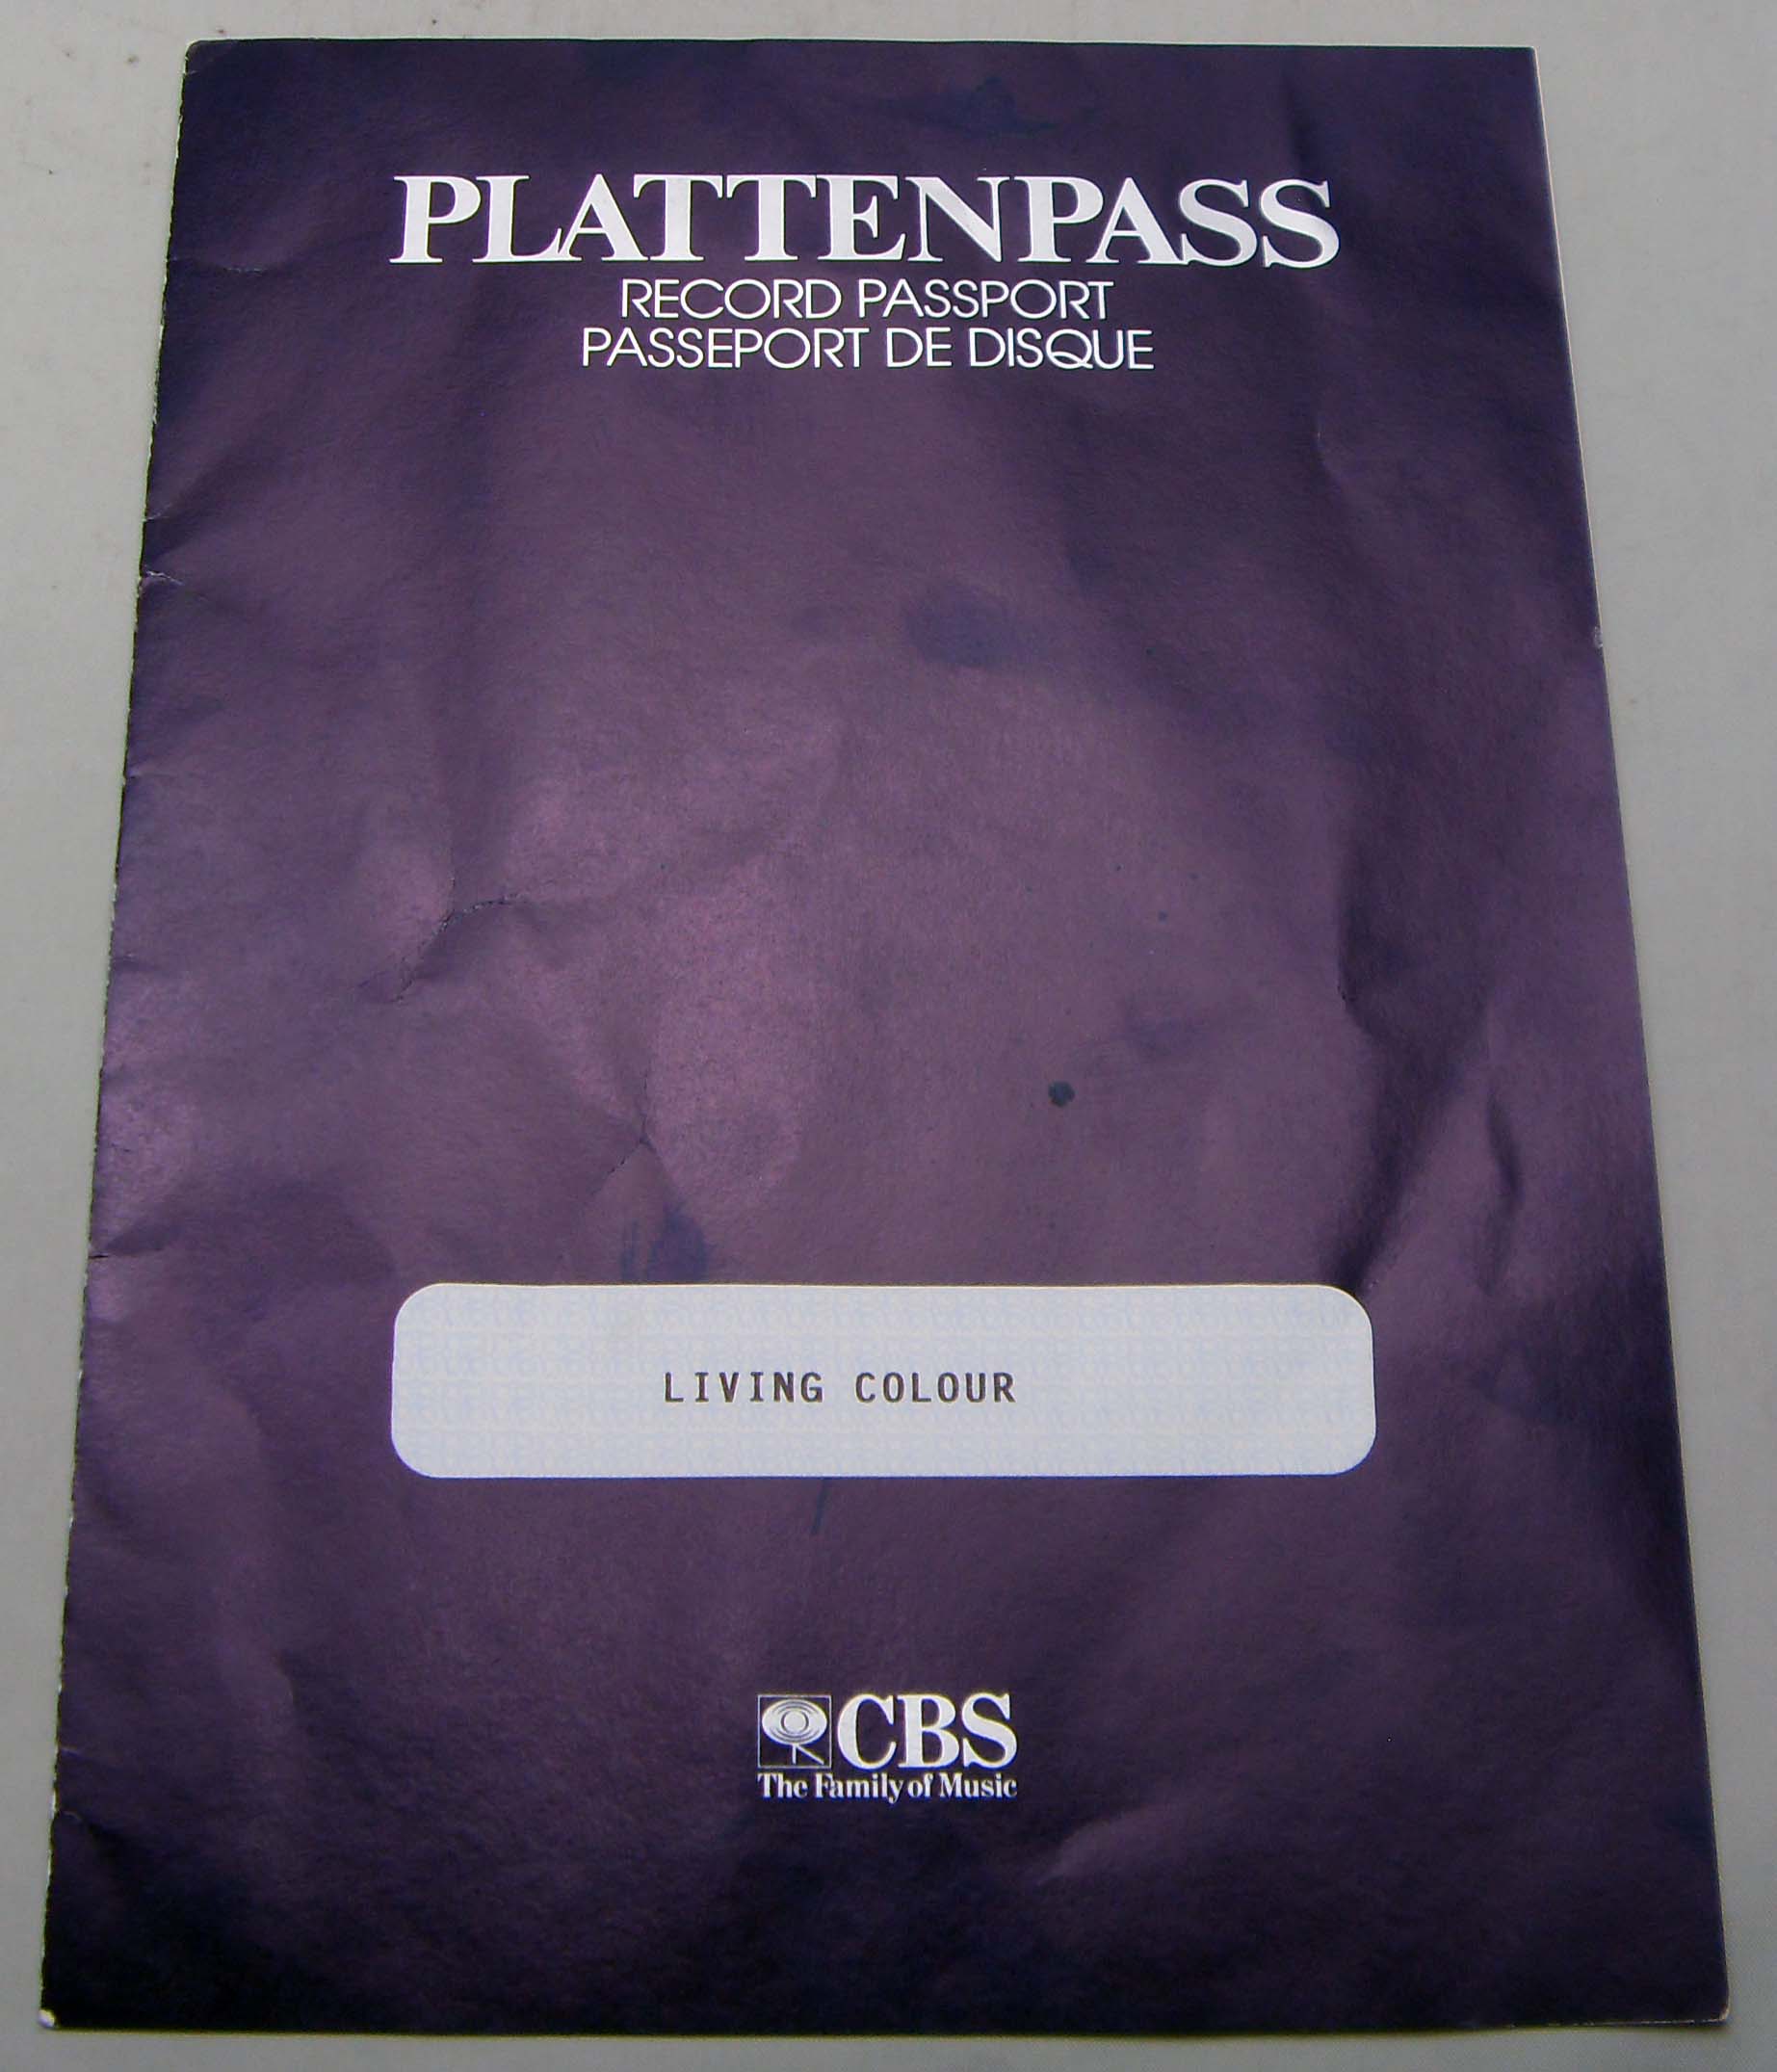 PLATTENPASS
RECORD PASSPORT
PASSEPORT DE DISQUE
LIVING COLOUR
CBS
The Family of Music